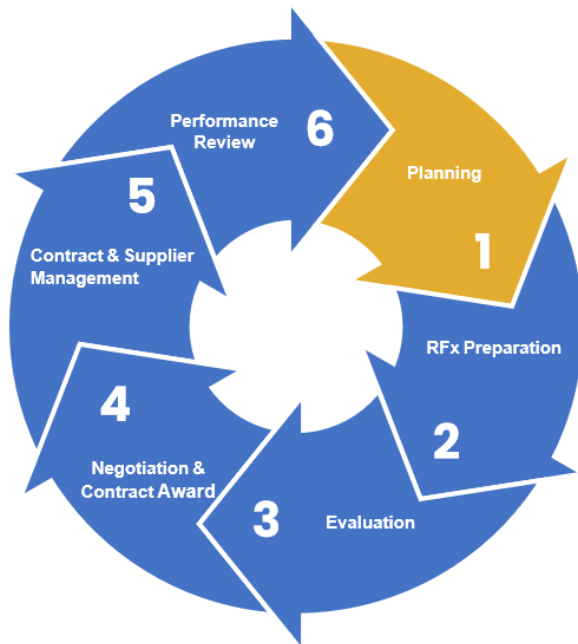 Planning
1
RFx Preparation
2
Evaluation
3
Negotiation &
Contract Award
4
Contract & Supplier
Management
5
Performance
Review
6